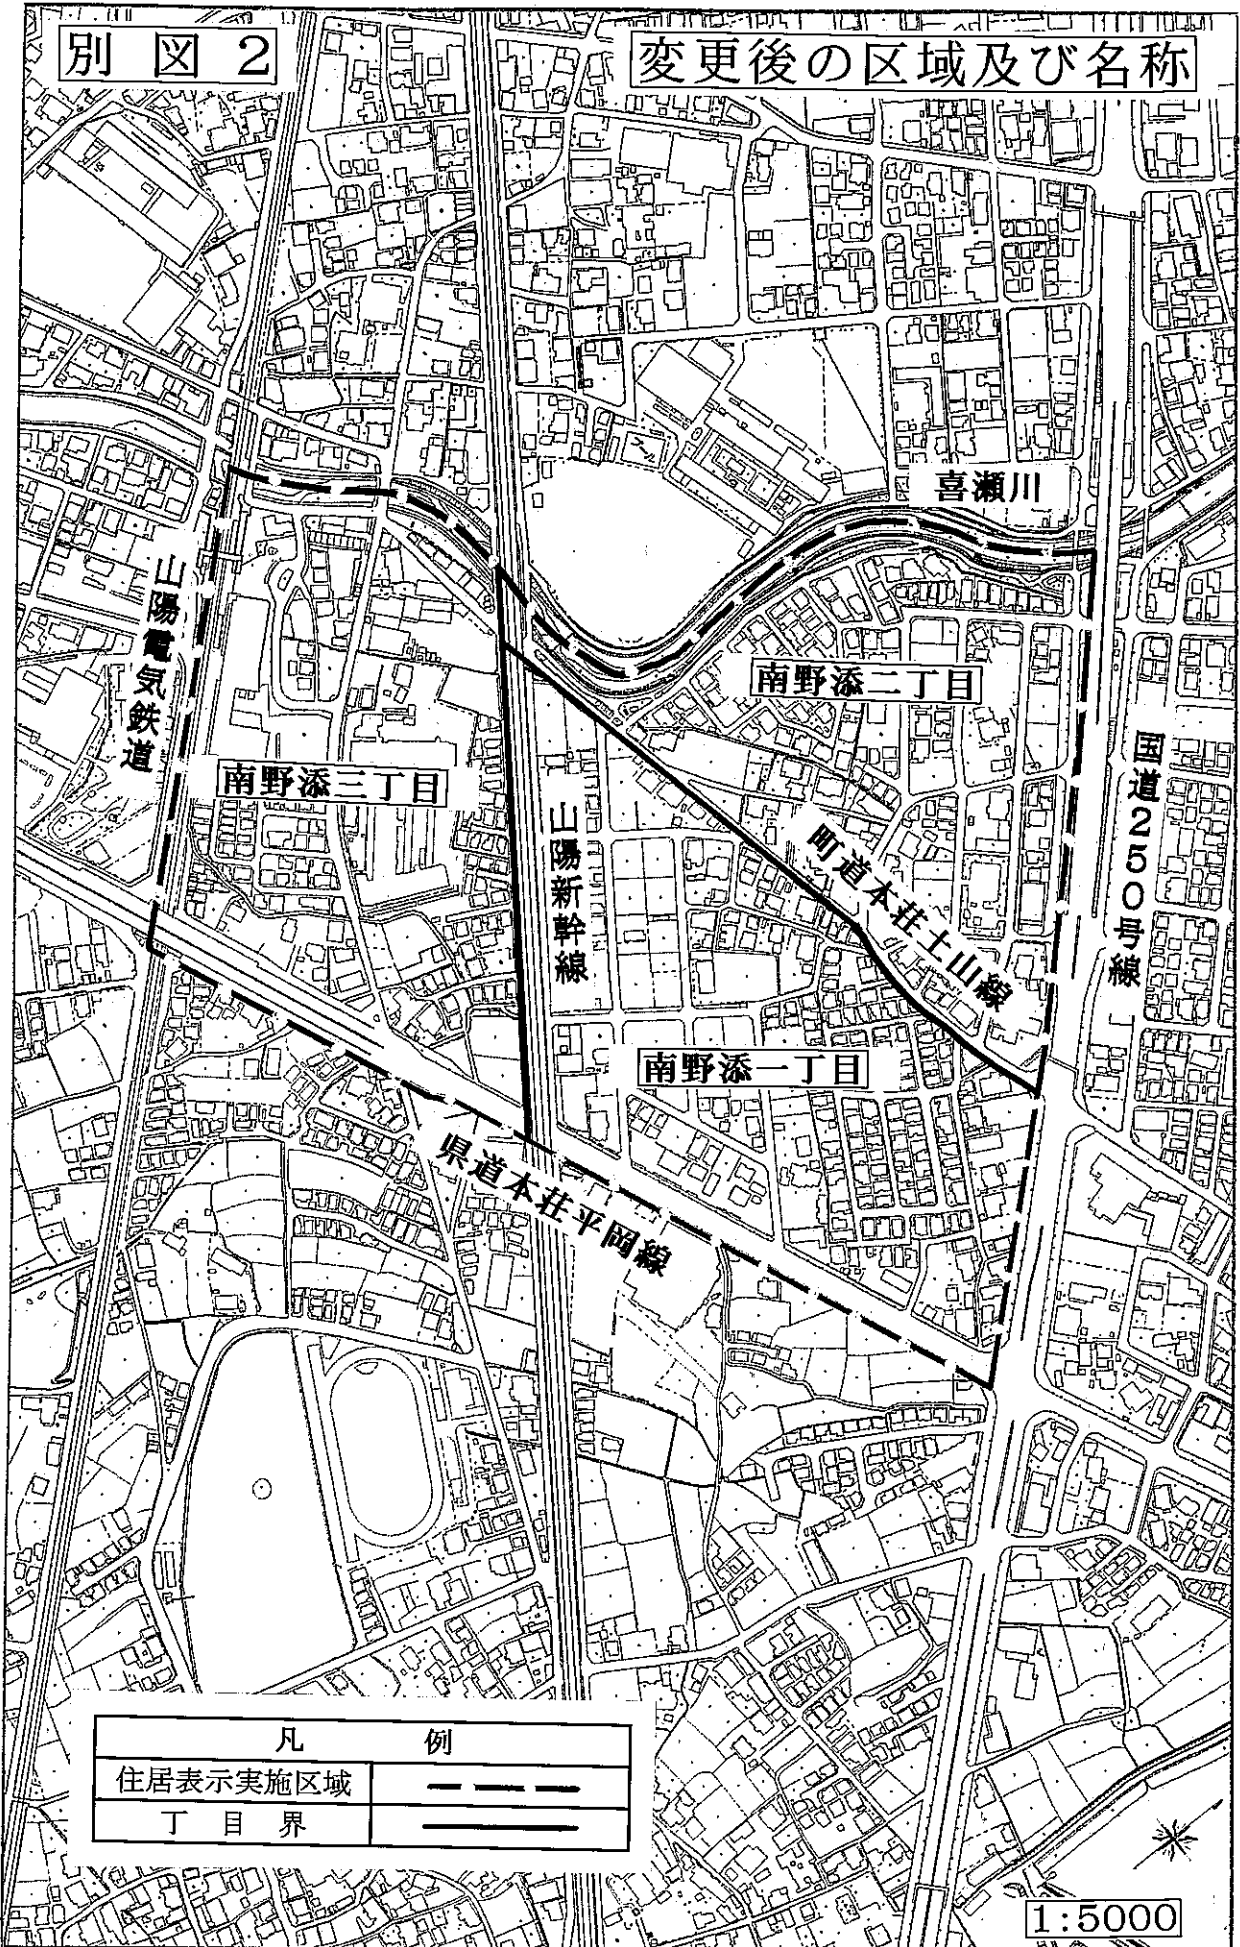 別図2
変更後の区域及び名称
喜瀬川
山陽電気鉄道
南野添二丁目
南野添三丁目
国道250号線
山陽新幹線
町道本荘土山線
南野添一丁目
県道本荘平岡線
凡例
住居表示実施区域
丁目界
1:5000